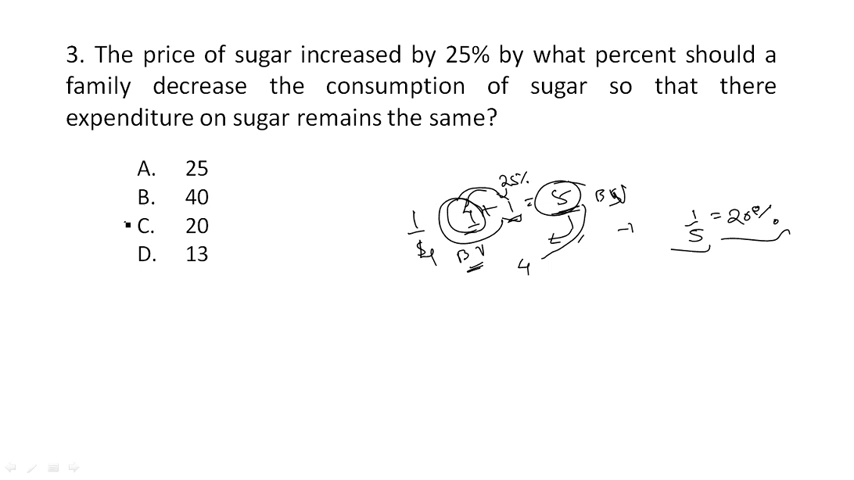 3. The price of sugar increased by 25% by what percent should a
family decrease the consumption of sugar so that there
expenditure on sugar remains the same?
A. 25
B. 40
C. 20
D. 13
25%
4 + 1 = 5
1/5 = 20%
4